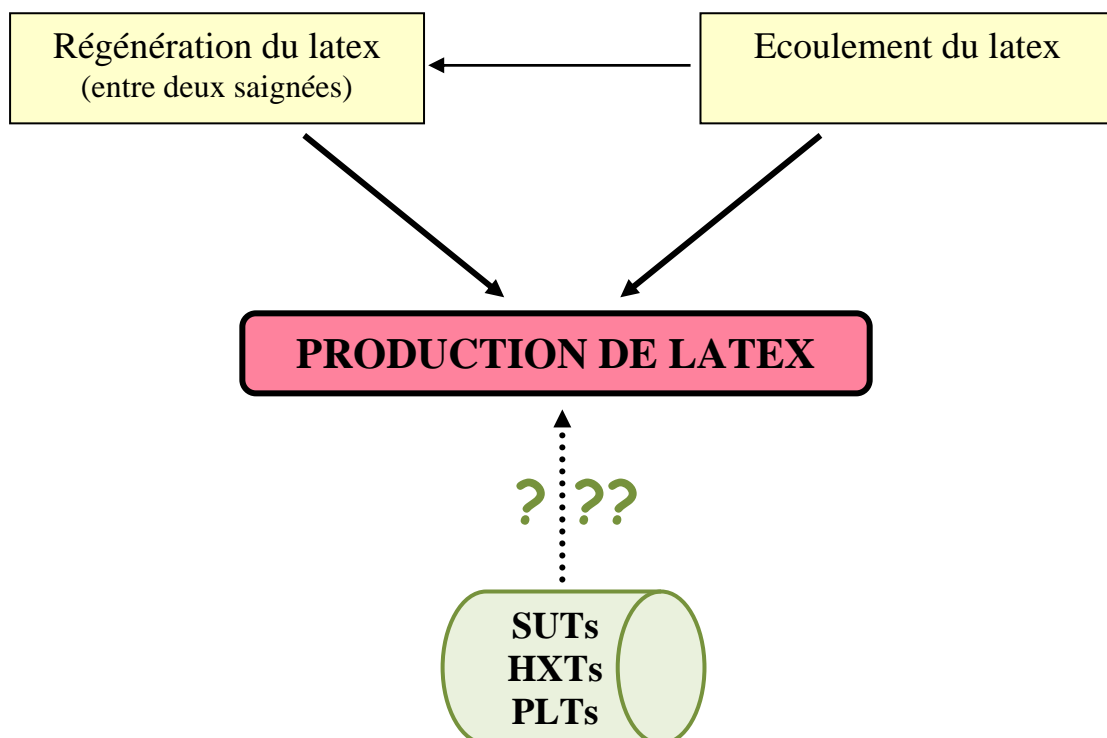 Régénération du latex
(entre deux saignées)
Ecoulement du latex
PRODUCTION DE LATEX
? ??
SUTs
HXTs
PLTs